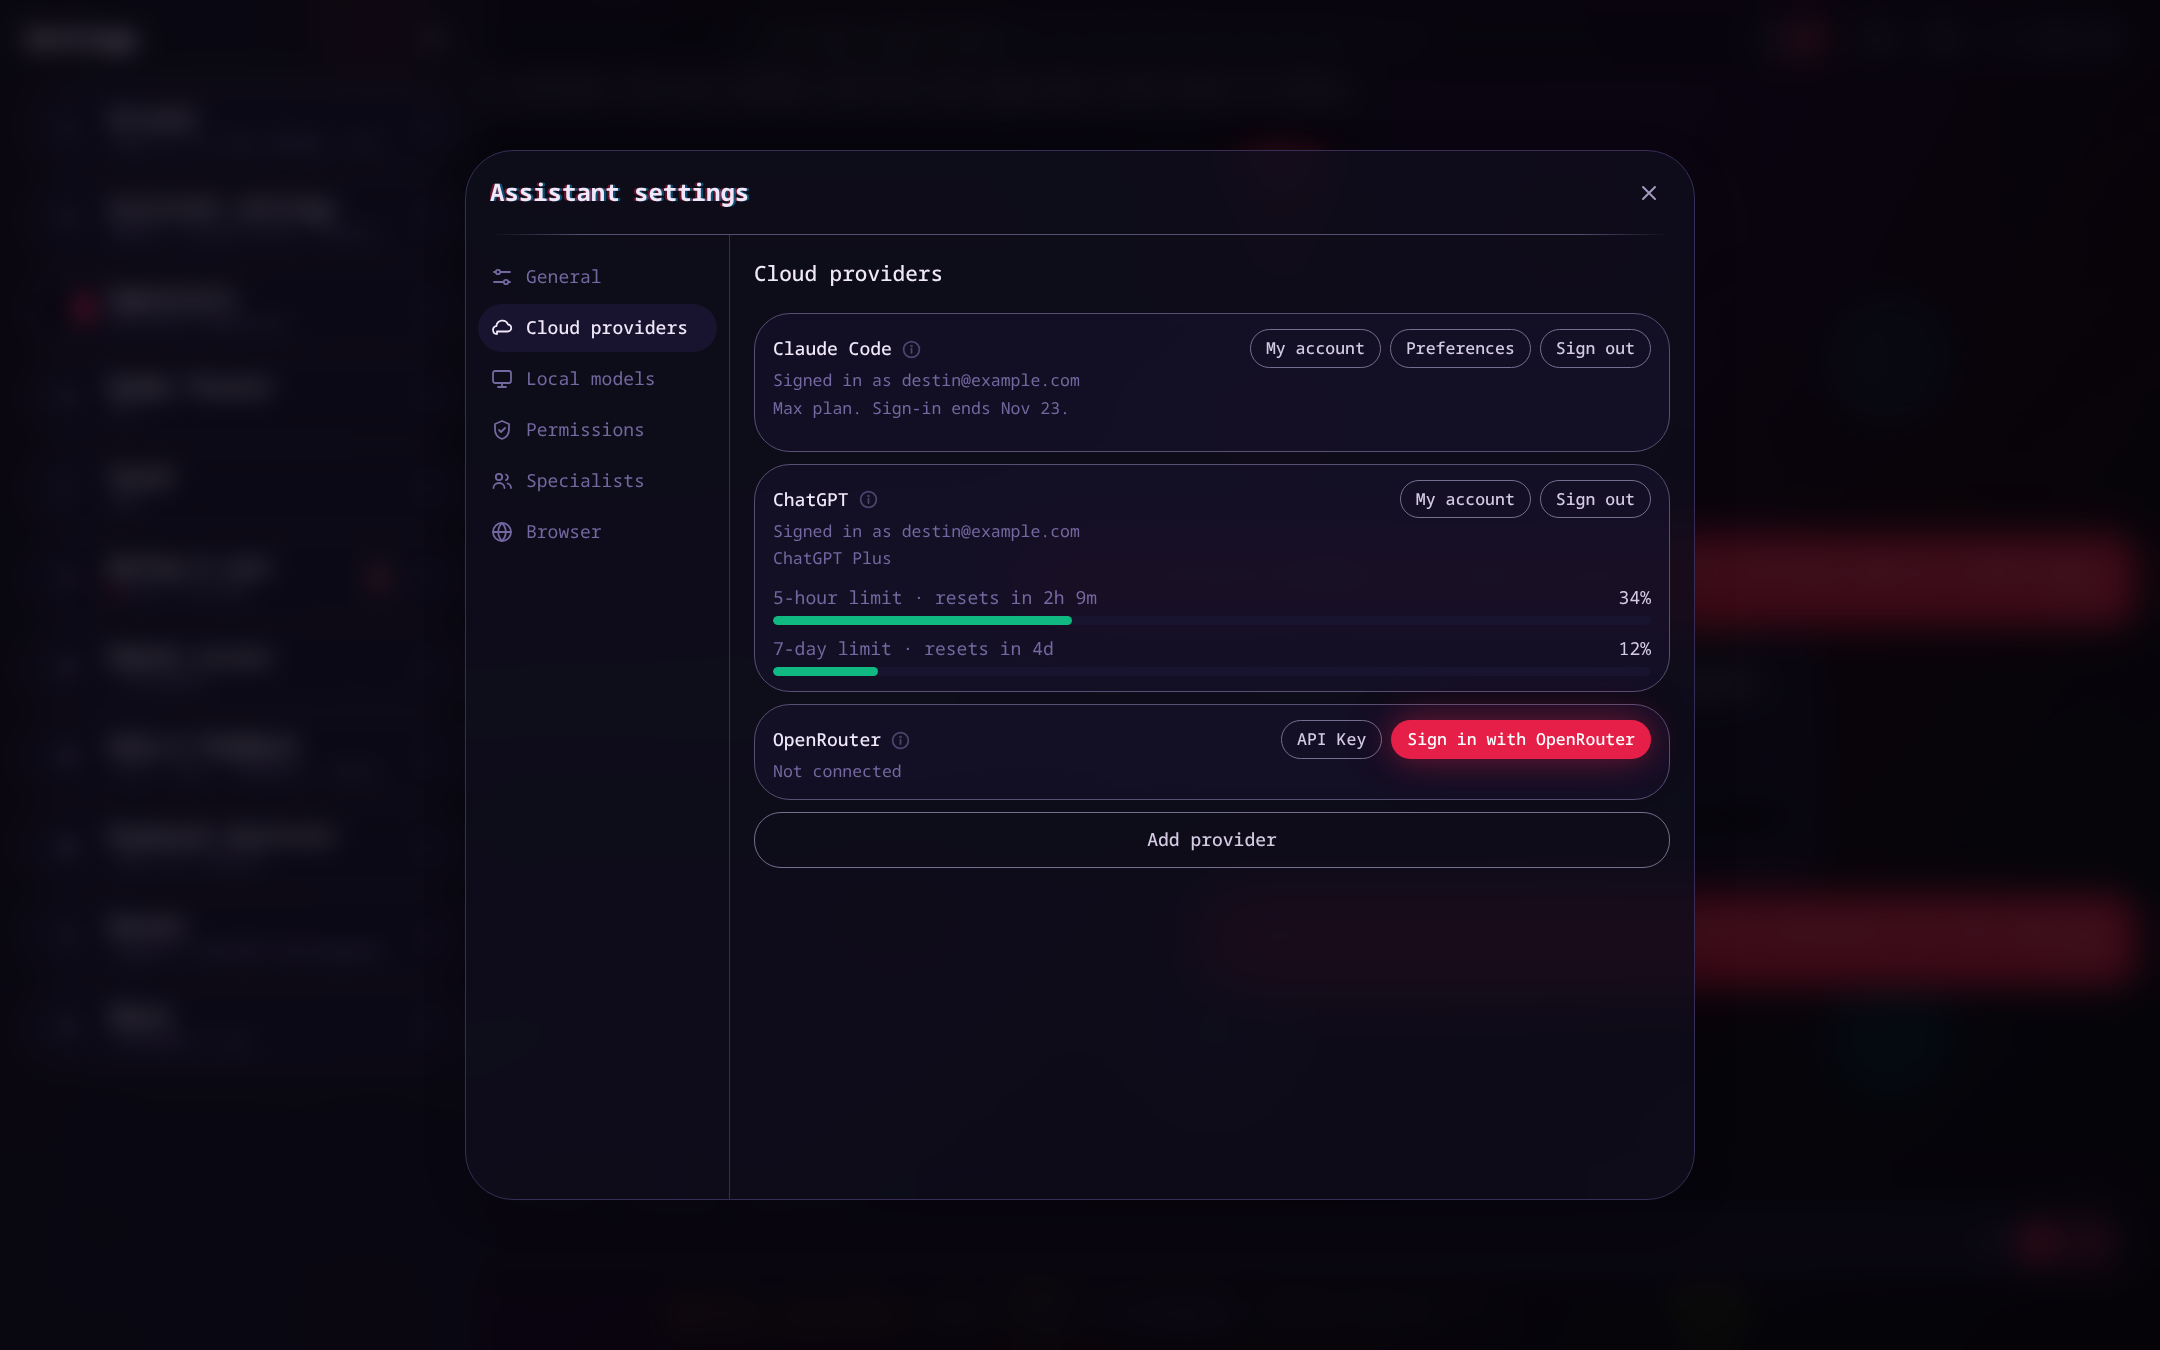 Assistant settings
General
Cloud providers
Local models
Permissions
Specialists
Browser
Cloud providers
Claude Code
My account
Preferences
Sign out
Signed in as destin@example.com
Max plan. Sign-in ends Nov 23.
ChatGPT
My account
Sign out
Signed in as destin@example.com
ChatGPT Plus
5-hour limit · resets in 2h 9m
34%
7-day limit · resets in 4d
12%
OpenRouter
API Key
Sign in with OpenRouter
Not connected
Add provider